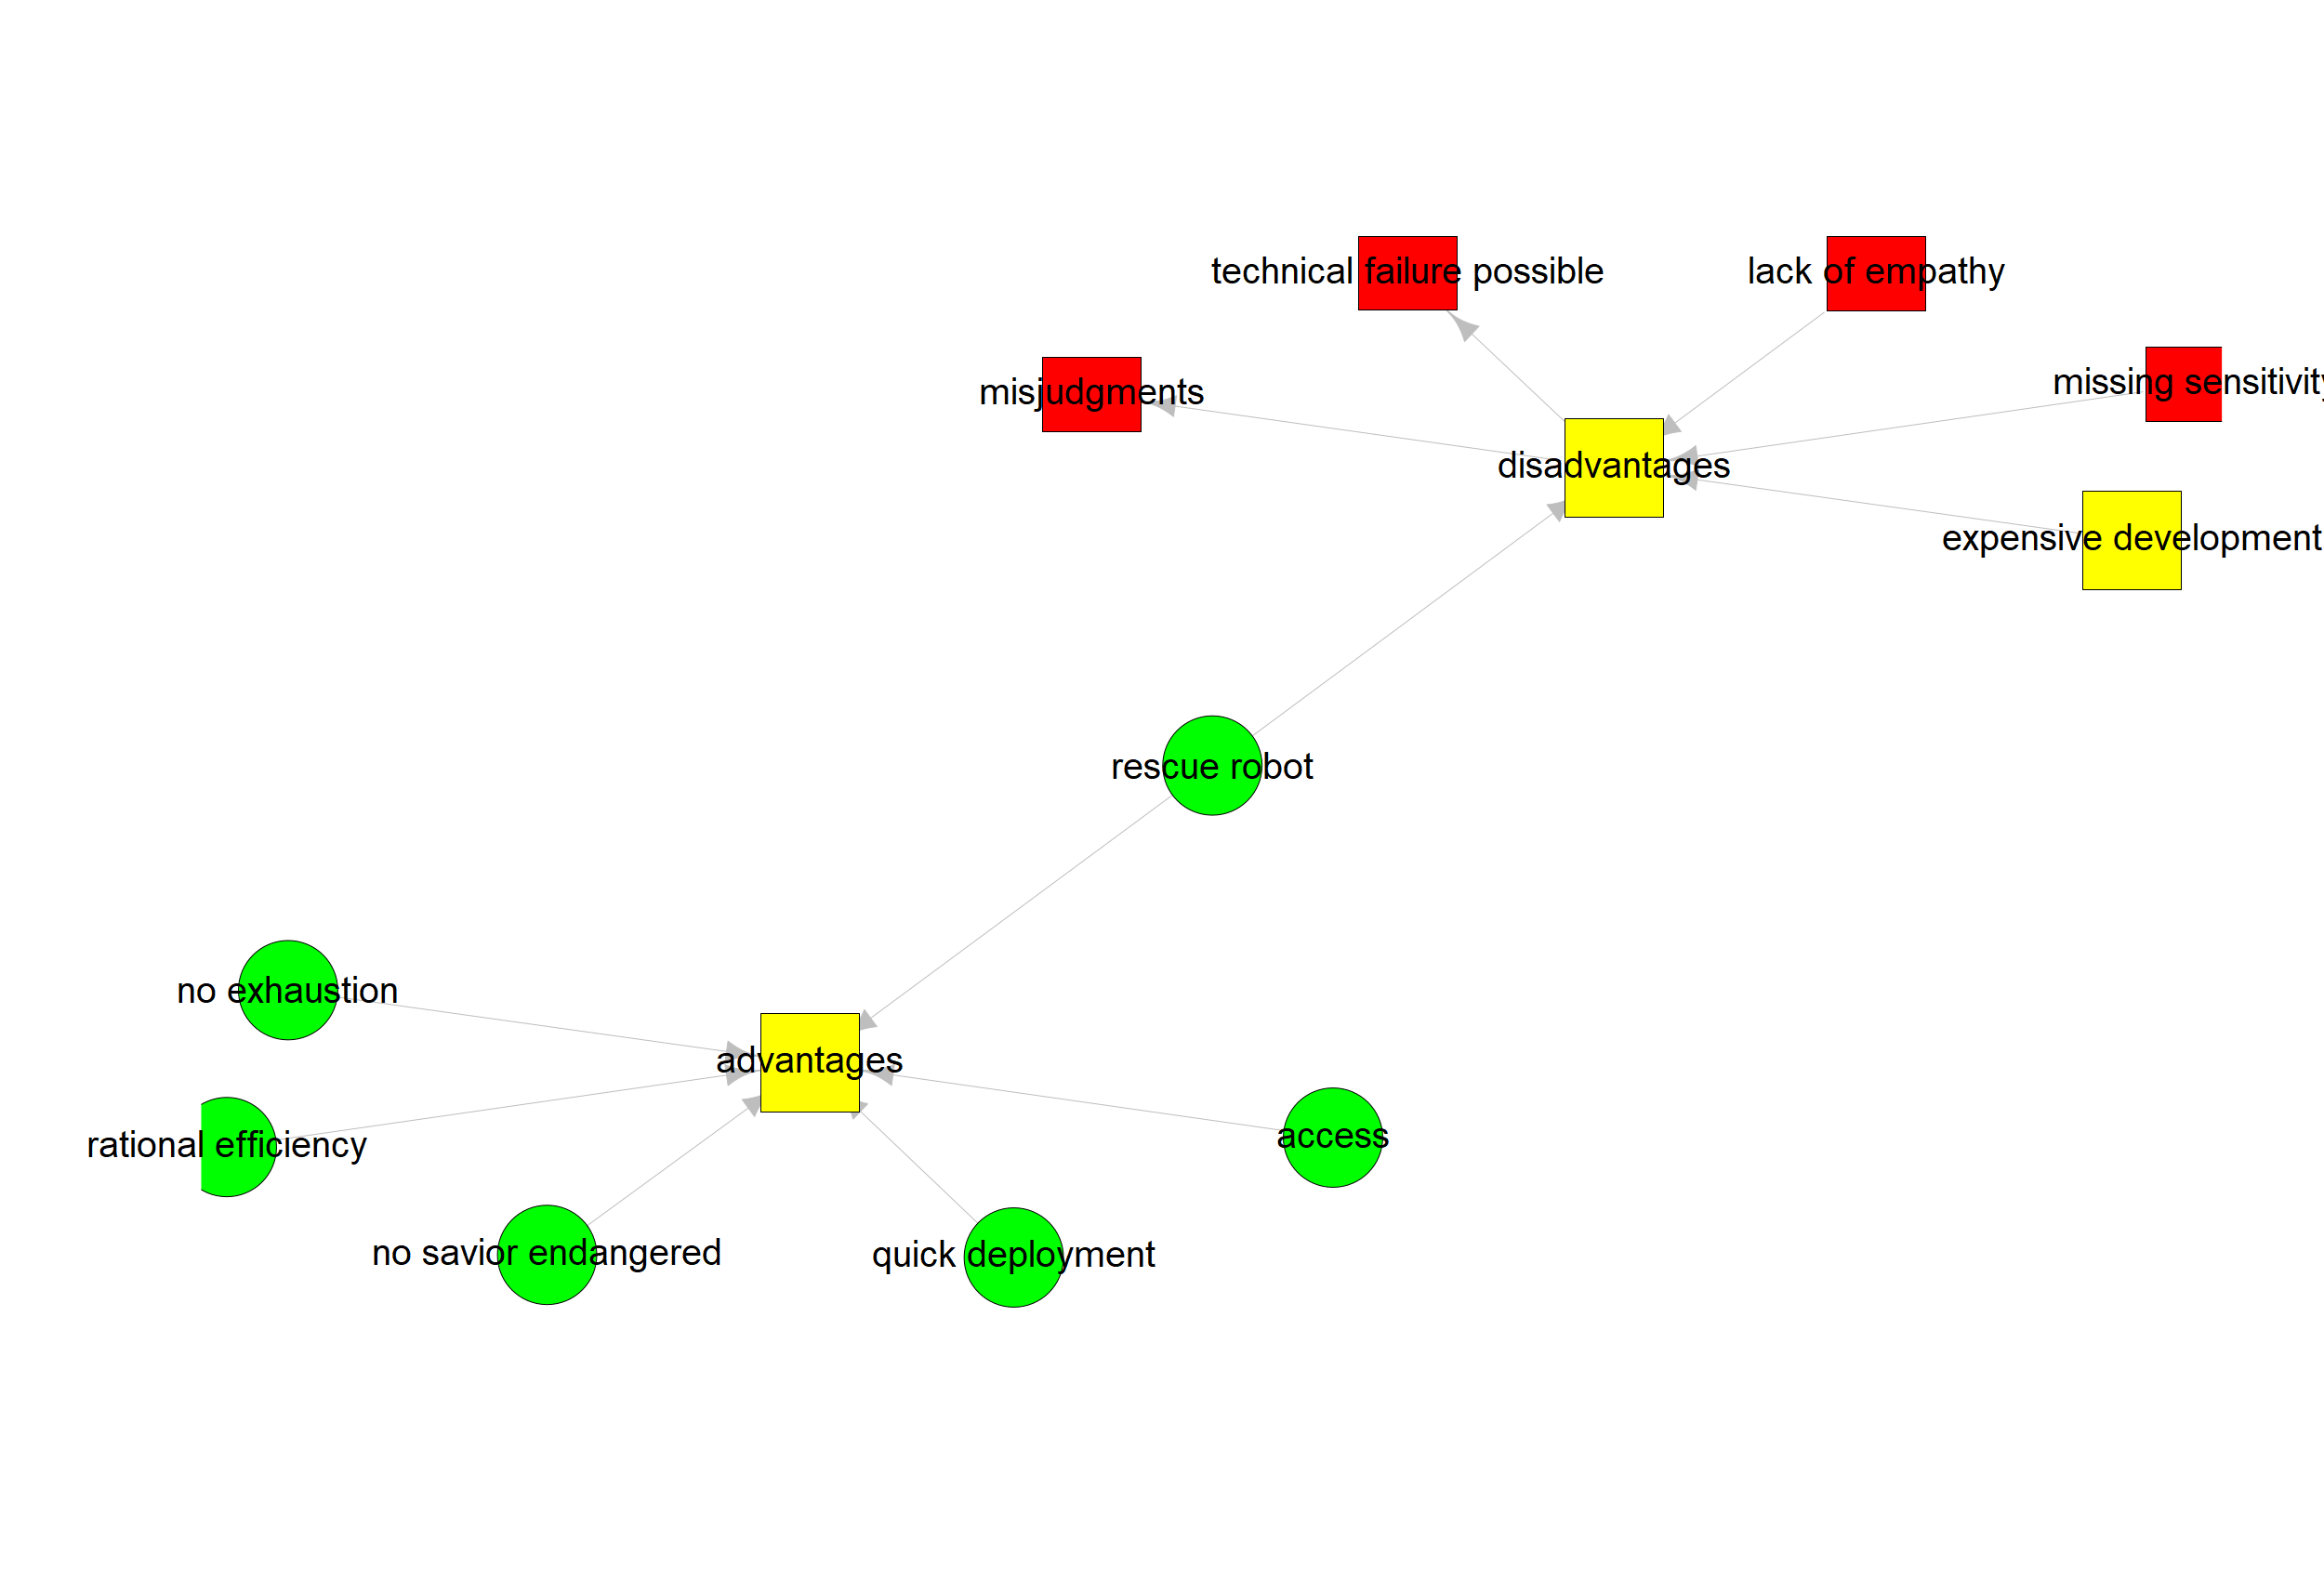 technical failure possible
lack of empathy
missing sensitivity
misjudgments
disadvantages
expensive development
rescue robot
no exhaustion
advantages
rational efficiency
access
no savior endangered
quick deployment